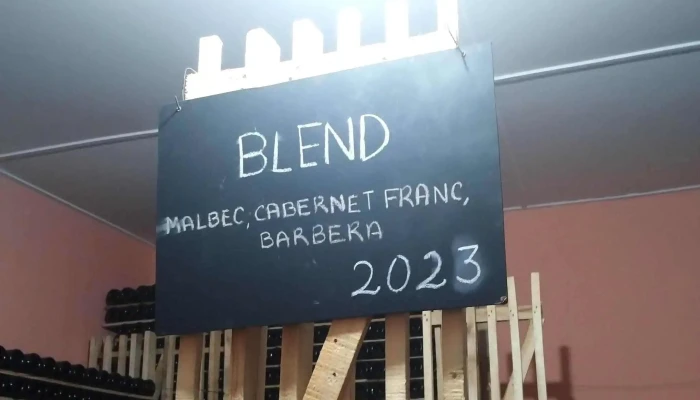 BLEND
MALBEC, CABERNET FRANC,
BARBERA
2023